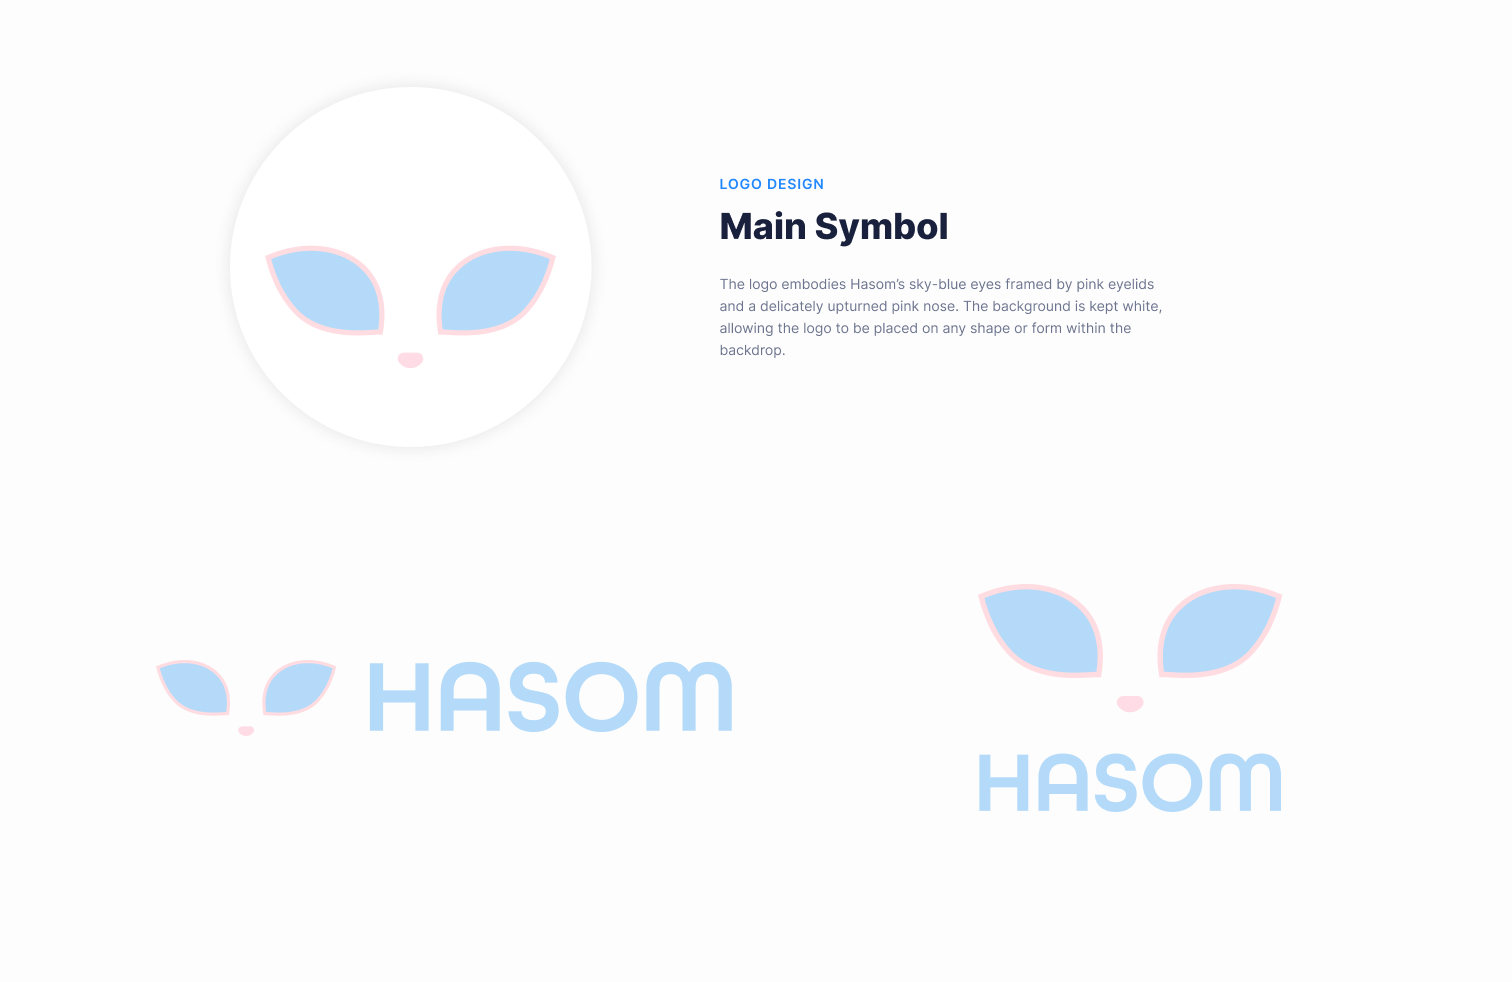 LOGO DESIGN
Main Symbol
The logo embodies Hasom’s sky-blue eyes framed by pink eyelids
and a delicately upturned pink nose. The background is kept white,
allowing the logo to be placed on any shape or form within the
backdrop.
HASOM
HASOM